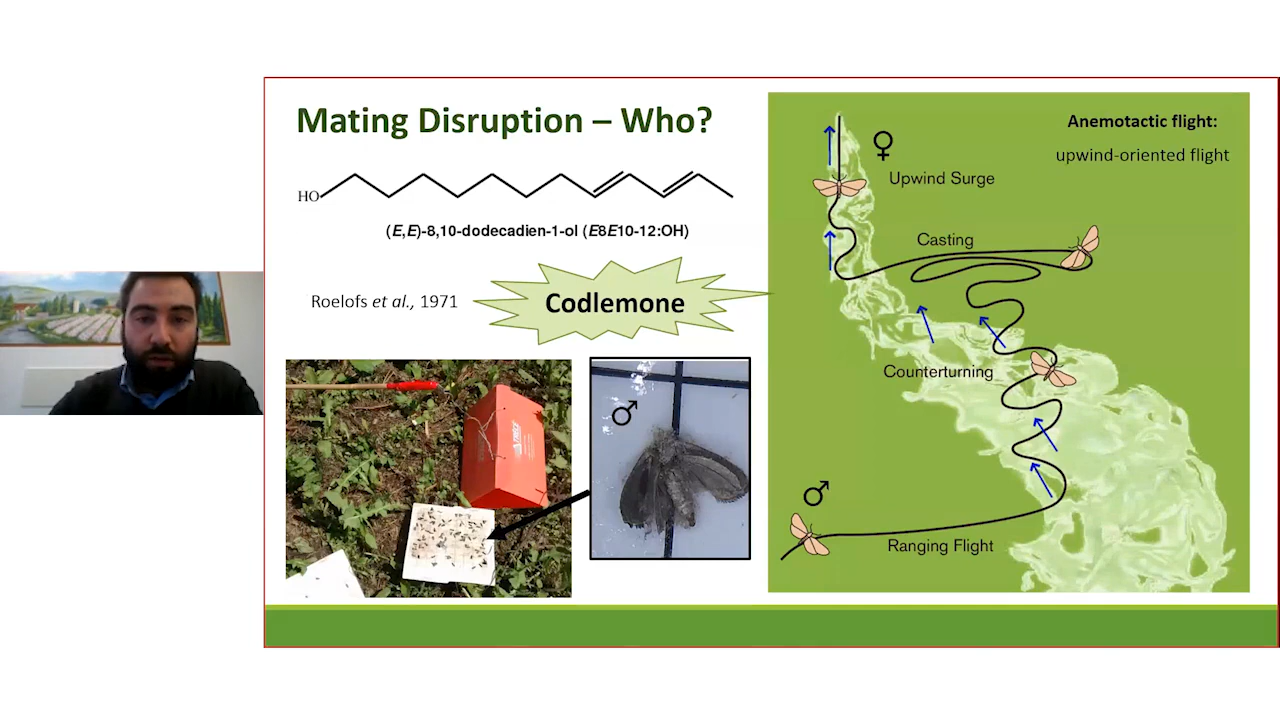 Mating Disruption – Who?
HO
(E,E)-8,10-dodecadien-1-ol (E8E10-12:OH)
Roelofs et al., 1971
Codlemone
♂
Anemotactic flight:
upwind-oriented flight
♀
Upwind Surge
Casting
Counterturning
♂
Ranging Flight